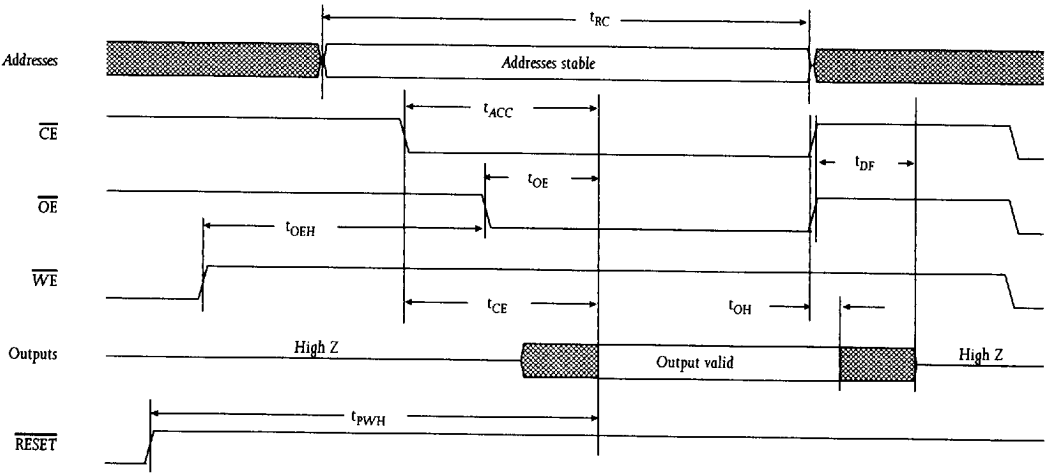 tRC
Addresses
Addresses stable
tACC
CE
tDF
tOE
OE
tOEH
WE
tCE
tOH
Outputs
High Z
Output valid
High Z
tPWH
RESET